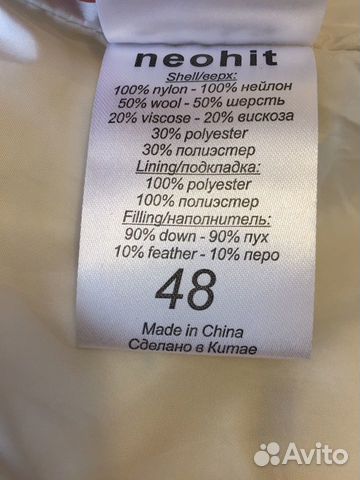 neohit
Shell/верх:
100% nylon - 100% нейлон
50% wool - 50% шерсть
20% viscose - 20% вискоза
30% polyester
30% полиэстер
Lining/подкладка:
100% polyester
100% полиэстер
Filling/наполнитель:
90% down - 90% пух
10% feather - 10% перо
48
Made in China
Сделано в Китае
Avito